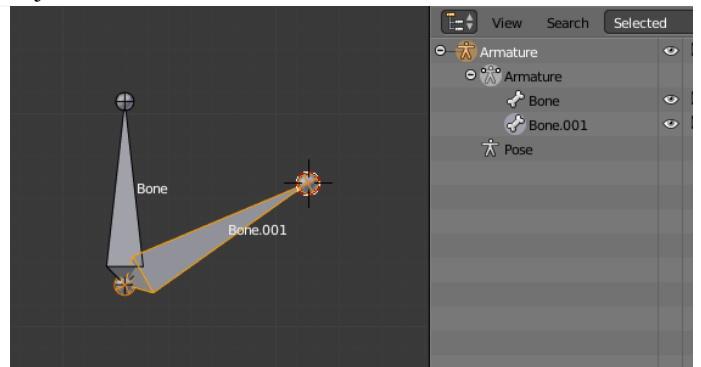 View Search Selected
Armature
Armature
Bone
Bone.001
Pose
Bone
Bone.001